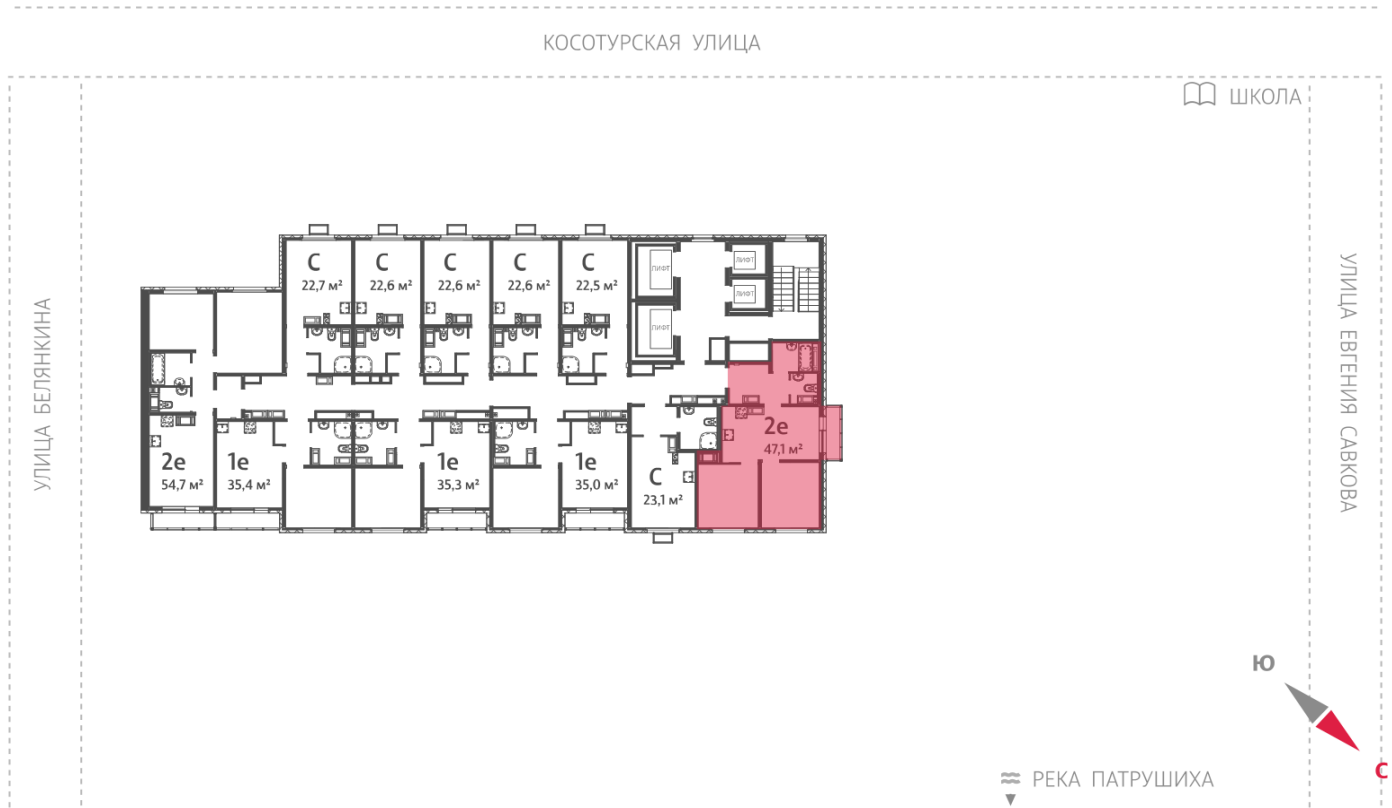 КОСОТУРСКАЯ УЛИЦА
ШКОЛА
УЛИЦА БЕЛЯНКИНА
УЛИЦА ЕВГЕНИЯ САВКОВА
С
22,7 м²
С
22,6 м²
С
22,6 м²
С
22,6 м²
С
22,5 м²
ЛИФТ
ЛИФТ
ЛИФТ
ЛИФТ
2е
54,7 м²
1е
35,4 м²
1е
35,3 м²
1е
35,0 м²
С
23,1 м²
2е
47,1 м²
Ю
С
РЕКА ПАТРУШИХА